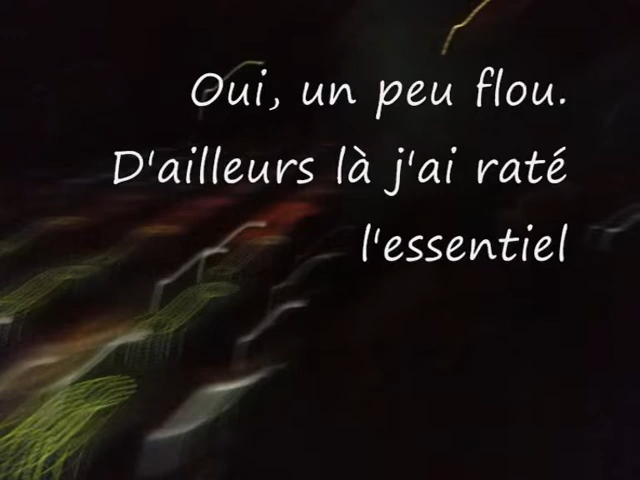 Oui, un peu flou.
D'ailleurs là j'ai raté
l'essentiel